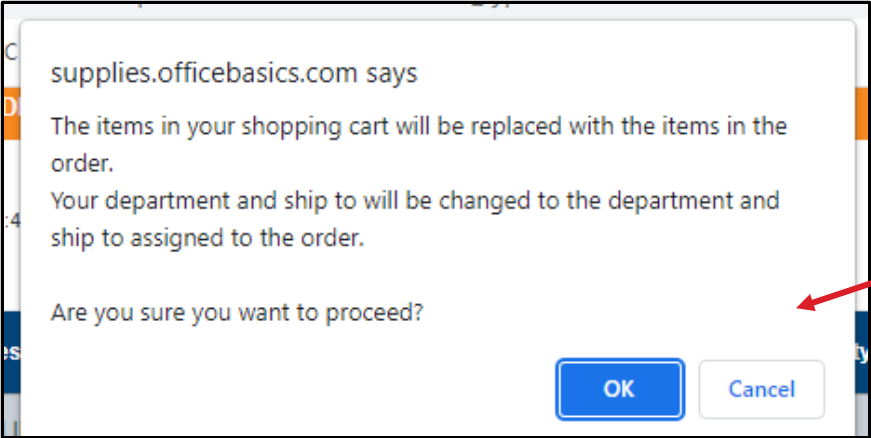 supplies.officebasics.com says
The items in your shopping cart will be replaced with the items in the
order.
Your department and ship to will be changed to the department and
ship to assigned to the order.
Are you sure you want to proceed?
OK
Cancel